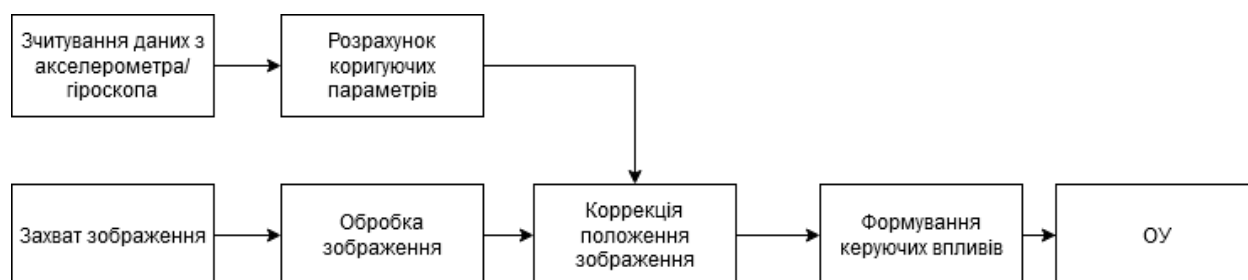 Зчитування даних з
акселерометра/
гіроскопа
Розрахунок
коригуючих
параметрів
Захват зображення
Обробка
зображення
Коррекція
положення
зображення
Формування
керуючих впливів
ОУ